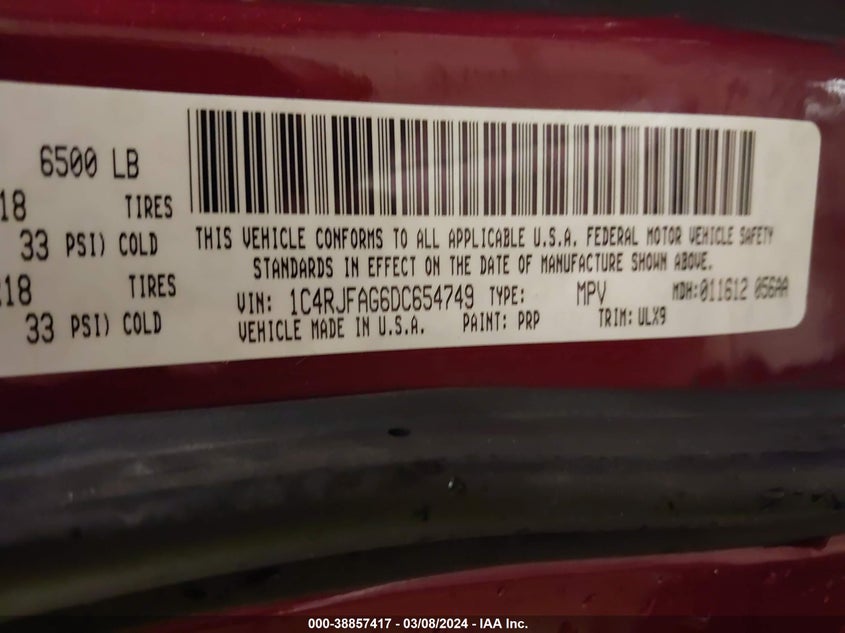 6500 LB
18 TIRES
33 PSI) COLD
THIS VEHICLE CONFORMS TO ALL APPLICABLE U.S.A. FEDERAL MOTOR VEHICLE SAFETY
STANDARDS IN EFFECT ON THE DATE OF MANUFACTURE SHOWN ABOVE.
18 TIRES
33 PSI) COLD
VIN: 1C4RJFAG6DC654749 TYPE: MPV MDH:011612 056AA
VEHICLE MADE IN U.S.A. PAINT: PRP TRIM: ULX9
000-38857417 - 03/08/2024 - IAA Inc.